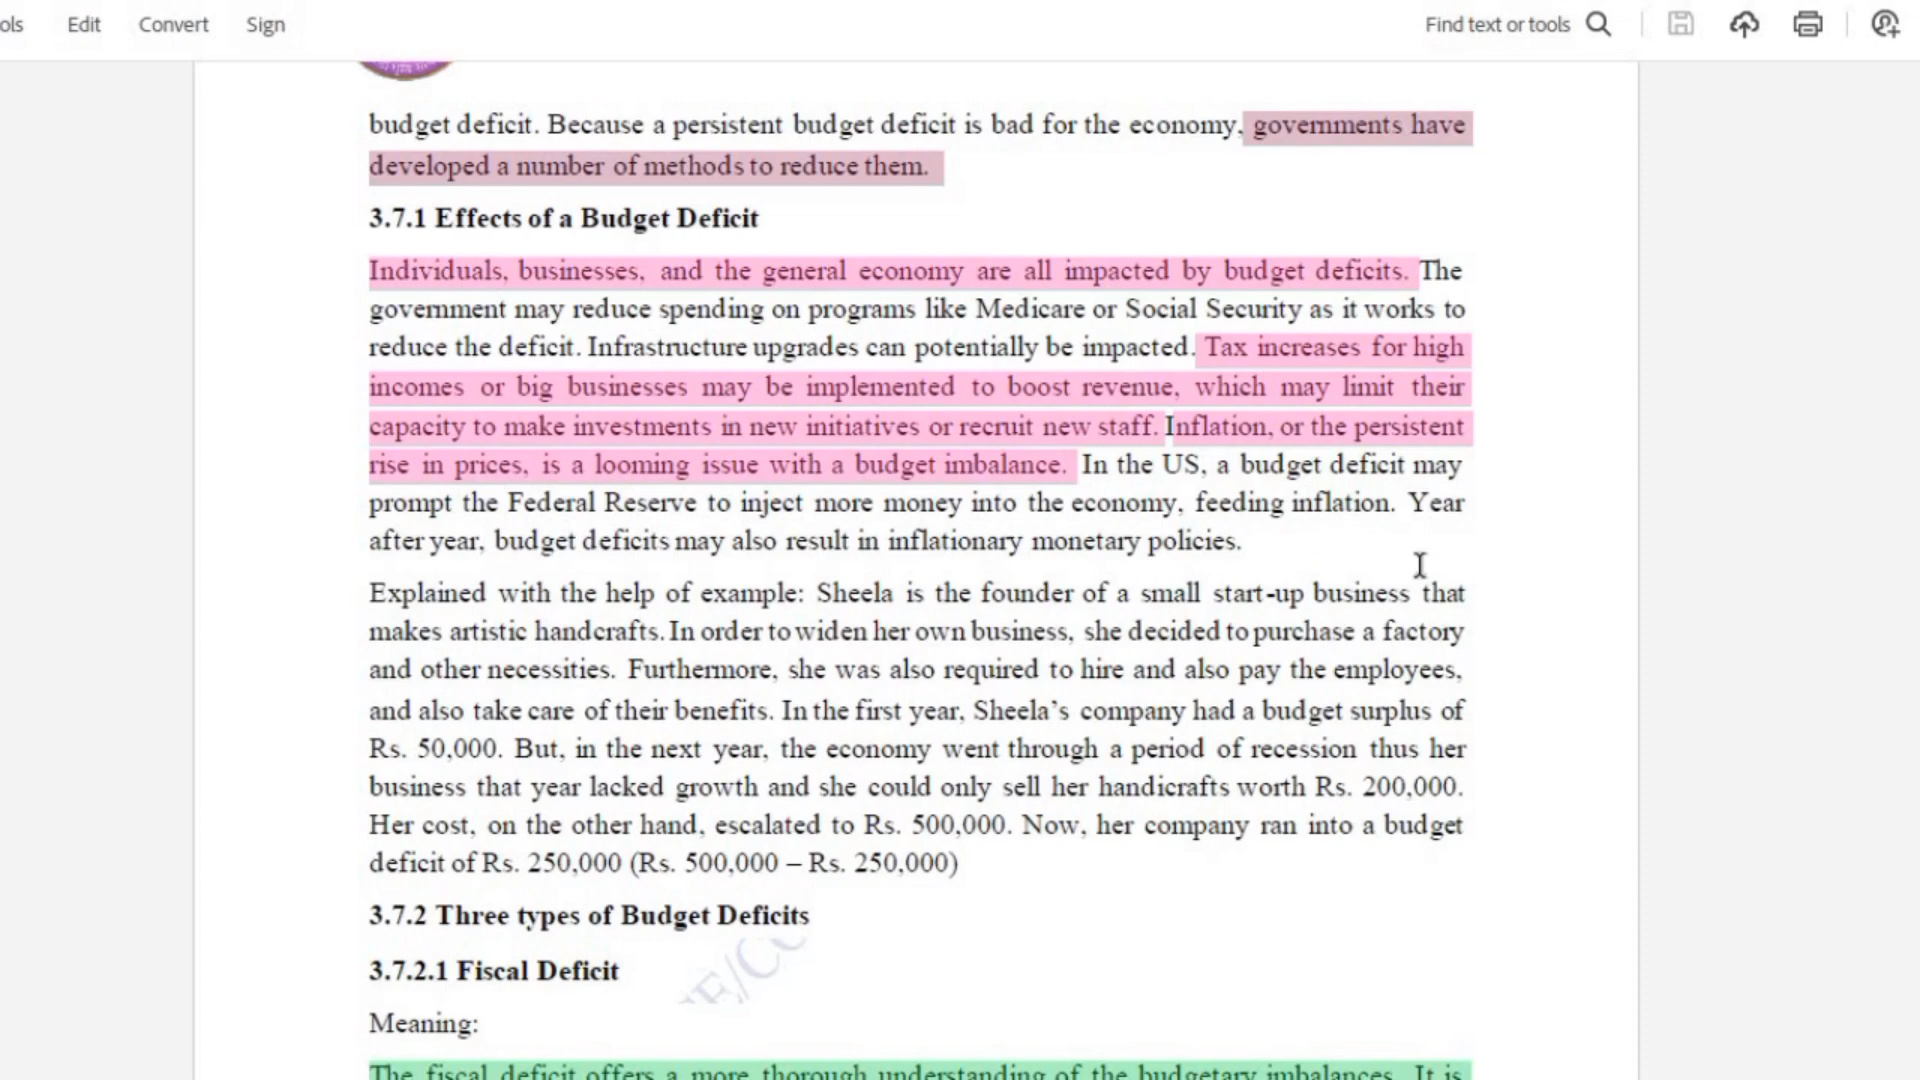 ols Edit Convert Sign Find text or tools
budget deficit. Because a persistent budget deficit is bad for the economy, governments have
developed a number of methods to reduce them.
3.7.1 Effects of a Budget Deficit
Individuals, businesses, and the general economy are all impacted by budget deficits. The
government may reduce spending on programs like Medicare or Social Security as it works to
reduce the deficit. Infrastructure upgrades can potentially be impacted. Tax increases for high
incomes or big businesses may be implemented to boost revenue, which may limit their
capacity to make investments in new initiatives or recruit new staff. Inflation, or the persistent
rise in prices, is a looming issue with a budget imbalance. In the US, a budget deficit may
prompt the Federal Reserve to inject more money into the economy, feeding inflation. Year
after year, budget deficits may also result in inflationary monetary policies.
Explained with the help of example: Sheela is the founder of a small start-up business that
makes artistic handcrafts. In order to widen her own business, she decided to purchase a factory
and other necessities. Furthermore, she was also required to hire and also pay the employees,
and also take care of their benefits. In the first year, Sheela's company had a budget surplus of
Rs. 50,000. But, in the next year, the economy went through a period of recession thus her
business that year lacked growth and she could only sell her handicrafts worth Rs. 200,000.
Her cost, on the other hand, escalated to Rs. 500,000. Now, her company ran into a budget
deficit of Rs. 250,000 (Rs. 500,000 – Rs. 250,000)
3.7.2 Three types of Budget Deficits
3.7.2.1 Fiscal Deficit
Meaning:
The fiscal deficit offers a more thorough understanding of the budgetary imbalances. It is